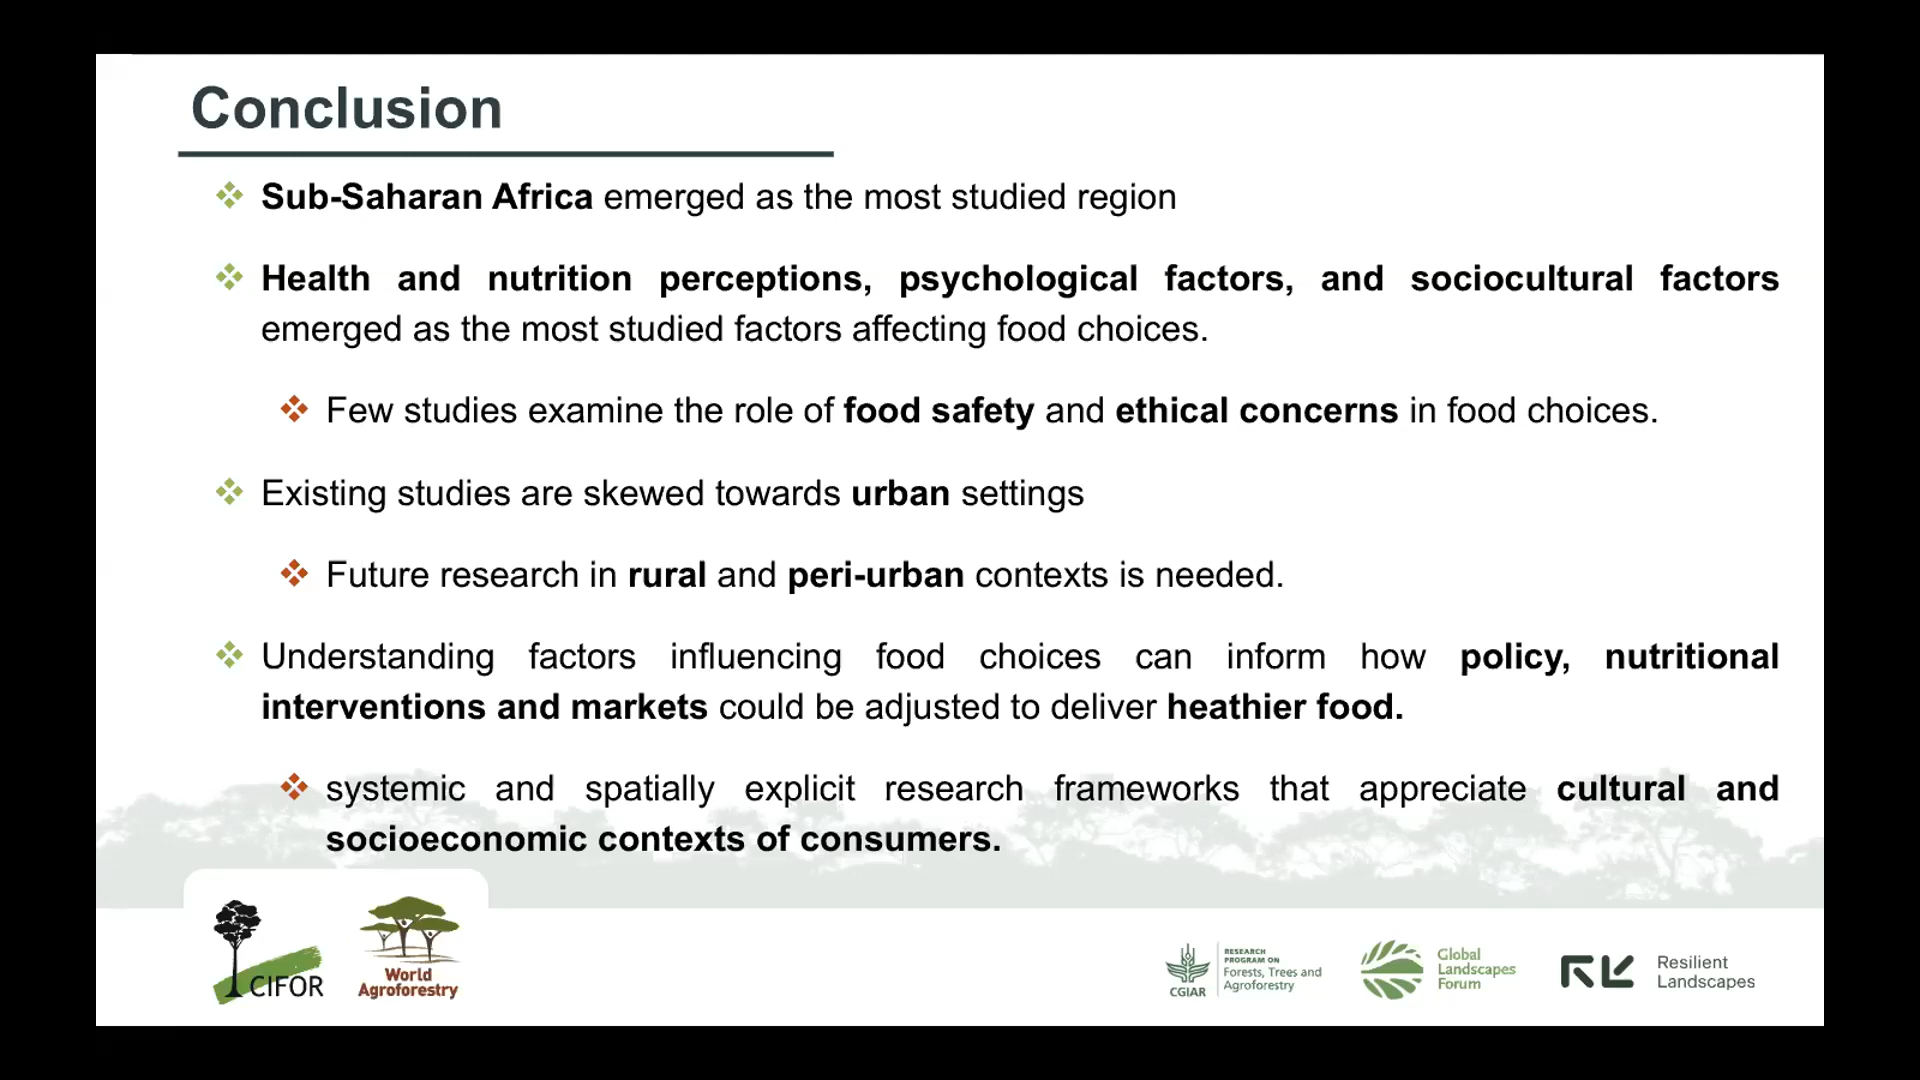 Conclusion
Sub-Saharan Africa emerged as the most studied region
Health and nutrition perceptions, psychological factors, and sociocultural factors
emerged as the most studied factors affecting food choices.
Few studies examine the role of food safety and ethical concerns in food choices.
Existing studies are skewed towards urban settings
Future research in rural and peri-urban contexts is needed.
Understanding factors influencing food choices can inform how policy, nutritional
interventions and markets could be adjusted to deliver heathier food.
systemic and spatially explicit research frameworks that appreciate cultural and
socioeconomic contexts of consumers.
CIFOR
World
Agroforestry
CGIAR
RESEARCH
PROGRAM ON
Forests, Trees and
Agroforestry
Global
Landscapes
Forum
Resilient
Landscapes